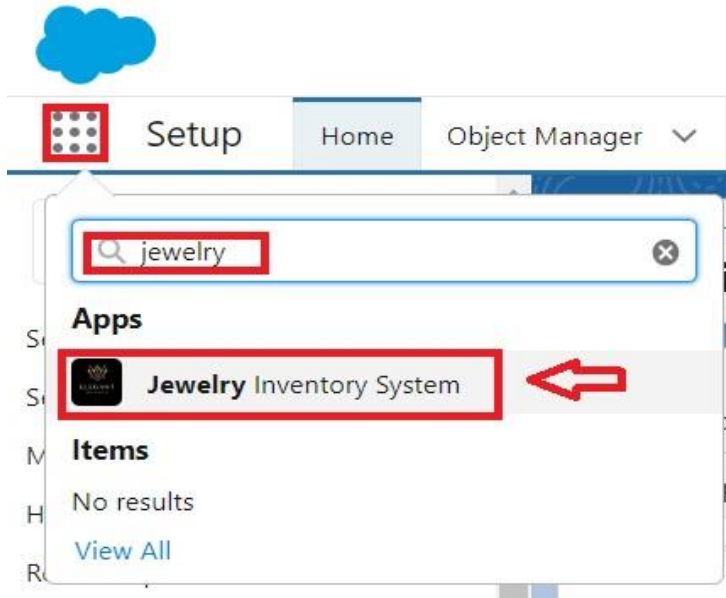 Setup Home Object Manager
jewelry
Apps
Jewelry Inventory System
Items
No results
View All